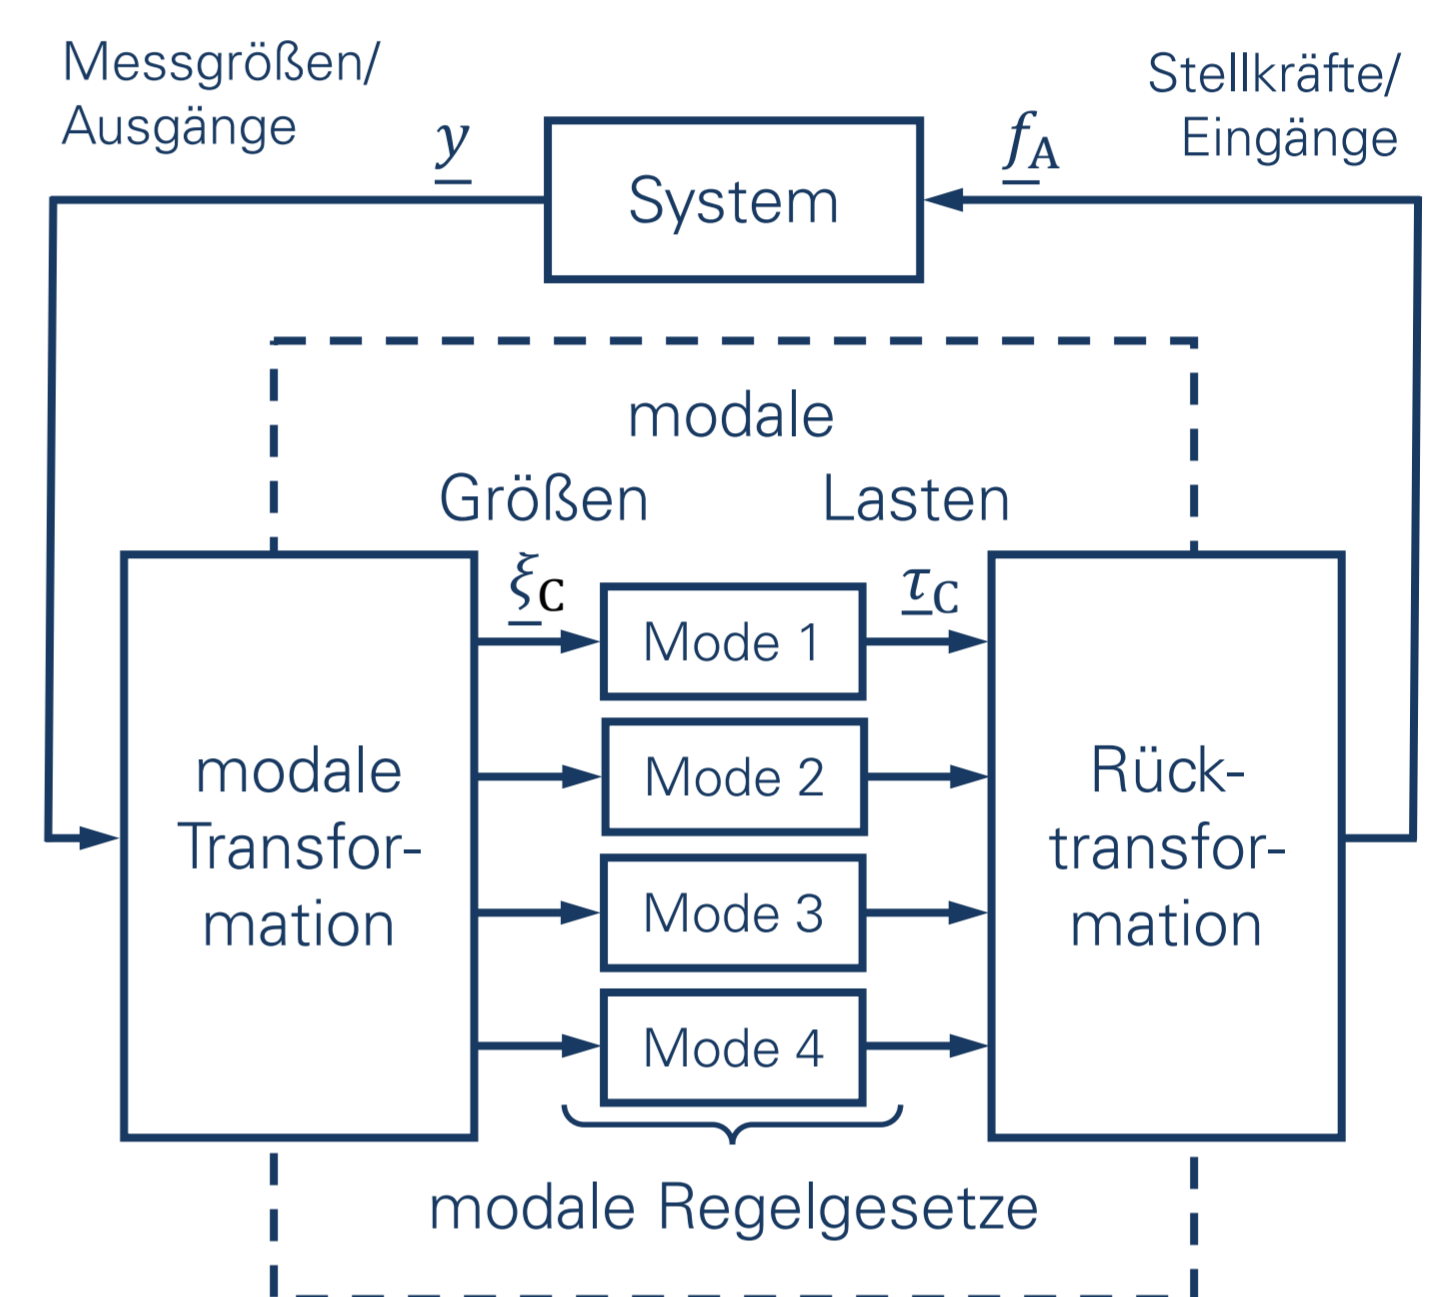 Messgrößen/
Ausgänge
y
System
f_A
Stellkräfte/
Eingänge
modale
Größen
Lasten
ξ_C
τ_C
Mode 1
Mode 2
Mode 3
Mode 4
modale
Transfor-
mation
Rück-
transfor-
mation
modale Regelgesetze